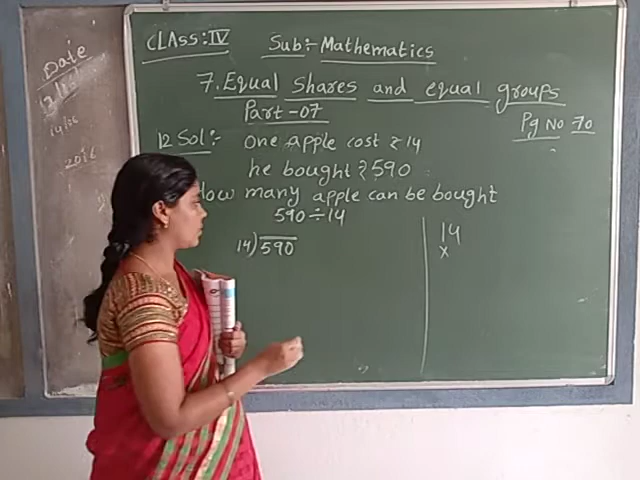 CLASS: IV
Sub:- Mathematics
Date
7. Equal Shares and equal groups
Part-07
Pg No 70
12 Sol:- One apple cost ₹14
he bought ₹590
How many apple can be bought
590÷14
14)590
14
×